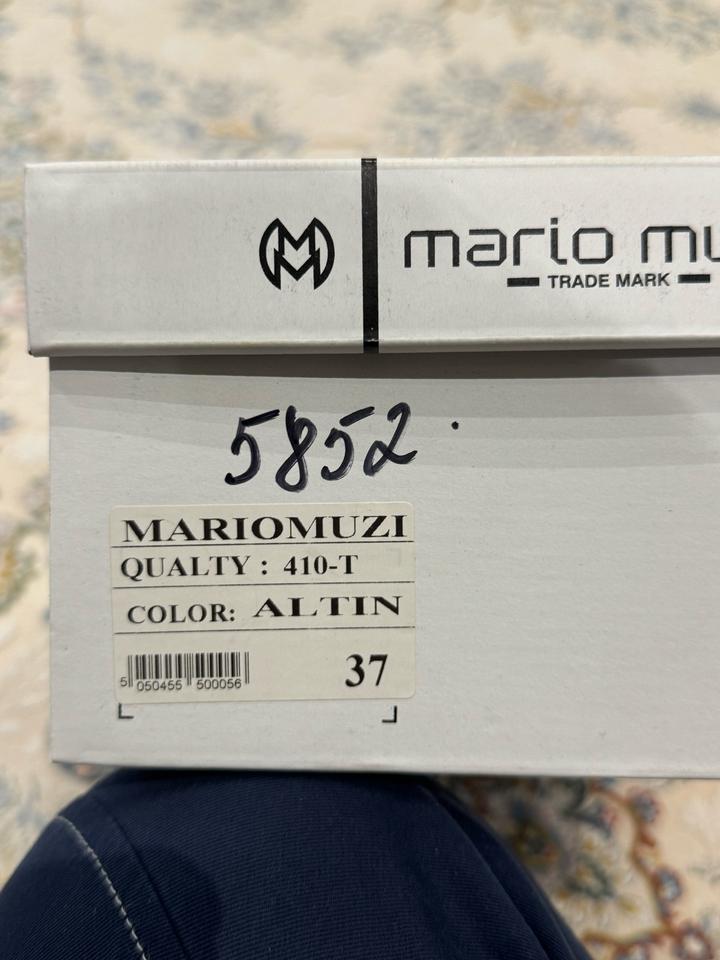 mario mu
TRADE MARK
5852.
MARIOMUZI
QUALTY : 410-T
COLOR: ALTIN
37
5 050455 500056